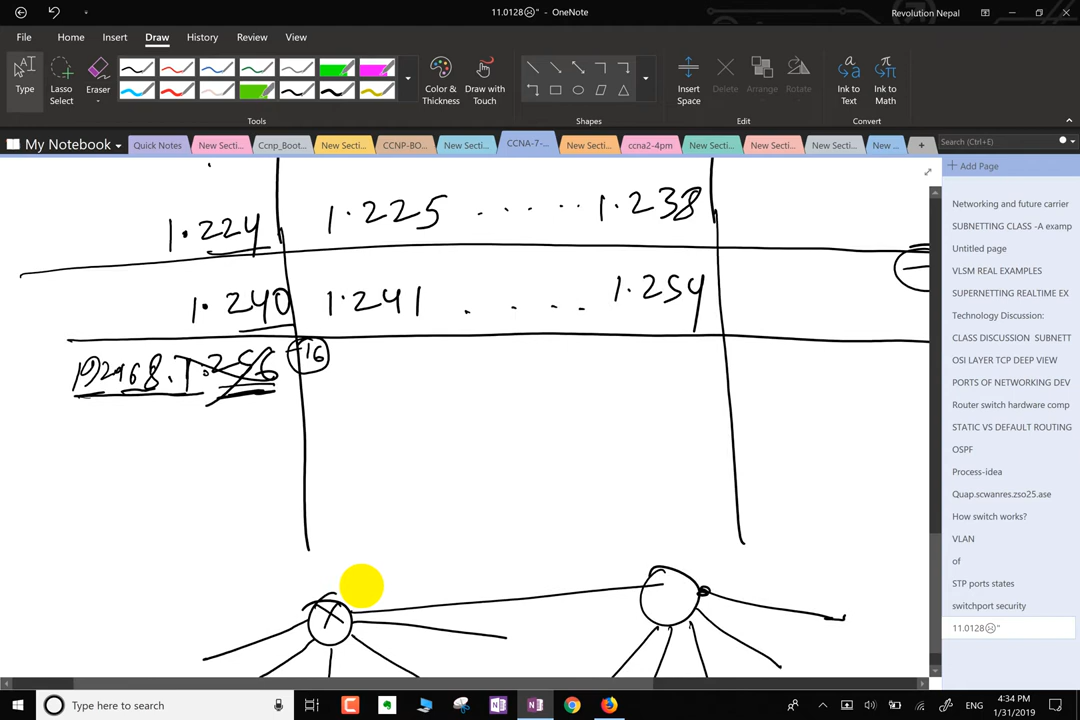 11.0128☹" - OneNote
Revolution Nepal
File Home Insert Draw History Review View
Type
Lasso Select
Eraser
Color & Thickness
Draw with Touch
Insert Space
Delete
Arrange
Rotate
Ink to Text
Ink to Math
Tools
Shapes
Edit
Convert
My Notebook
Quick Notes
New Secti...
Ccnp_Boot...
New Secti...
CCNP-BO...
New Secti...
CCNA-7-...
New Secti...
ccna2-4pm
New Secti...
New Secti...
New Secti...
New ...
Search (Ctrl+E)
Add Page
Networking and future carrier
SUBNETTING CLASS -A examp
Untitled page
VLSM REAL EXAMPLES
SUPERNETTING REALTIME EX
Technology Discussion:
CLASS DISCUSSION SUBNETT
OSI LAYER TCP DEEP VIEW
PORTS OF NETWORKING DEV
Router switch hardware comp
STATIC VS DEFAULT ROUTING
OSPF
Process-idea
Quap.scwanres.zso25.ase
How switch works?
VLAN
of
STP ports states
switchport security
11.0128☹"
1.224 1.225 ...... 1.238
1.240 1.241 .... 1.254
192.168.1.256 -16
Type here to search
ENG
4:34 PM
1/31/2019